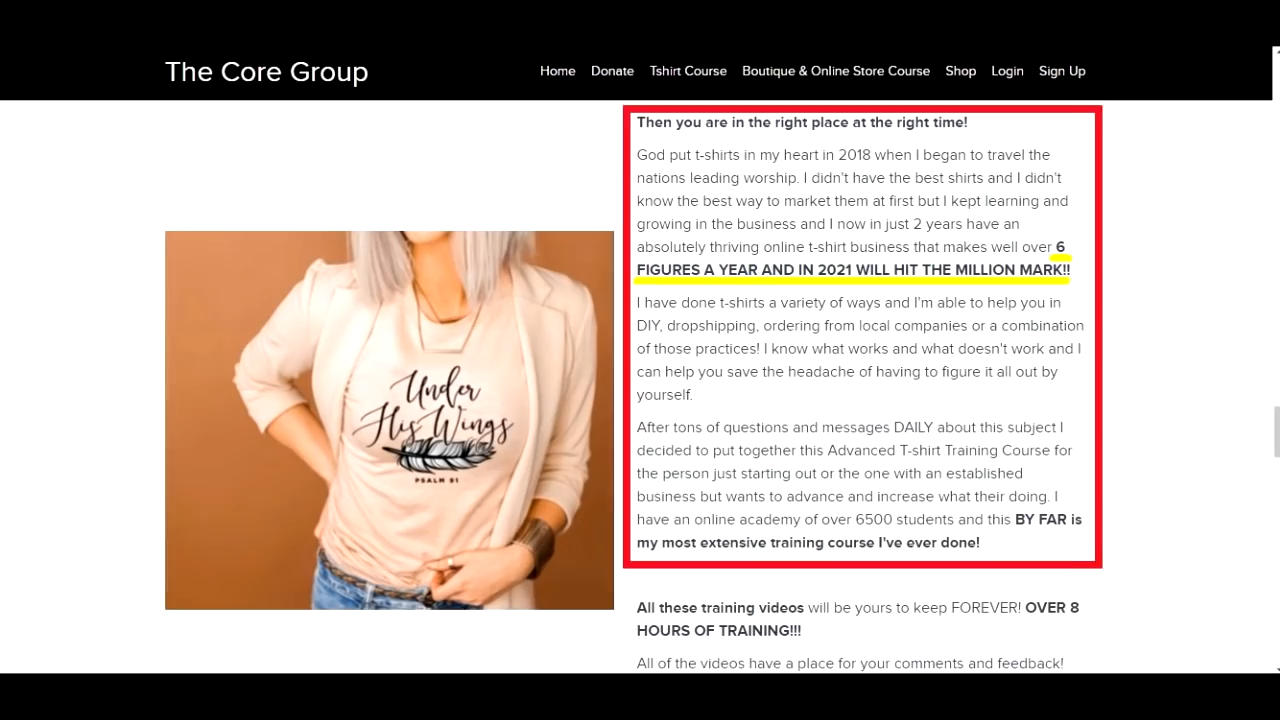 The Core Group
Home Donate Tshirt Course Boutique & Online Store Course Shop Login Sign Up
Then you are in the right place at the right time!
God put t-shirts in my heart in 2018 when I began to travel the
nations leading worship. I didn't have the best shirts and I didn't
know the best way to market them at first but I kept learning and
growing in the business and I now in just 2 years have an
absolutely thriving online t-shirt business that makes well over 6
FIGURES A YEAR AND IN 2021 WILL HIT THE MILLION MARK!!
I have done t-shirts a variety of ways and I'm able to help you in
DIY, dropshipping, ordering from local companies or a combination
of those practices! I know what works and what doesn't work and I
can help you save the headache of having to figure it all out by
yourself.
After tons of questions and messages DAILY about this subject I
decided to put together this Advanced T-shirt Training Course for
the person just starting out or the one with an established
business but wants to advance and increase what their doing. I
have an online academy of over 6500 students and this BY FAR is
my most extensive training course I've ever done!
All these training videos will be yours to keep FOREVER! OVER 8
HOURS OF TRAINING!!!
All of the videos have a place for your comments and feedback!
Under
His Wings
PSALM 91